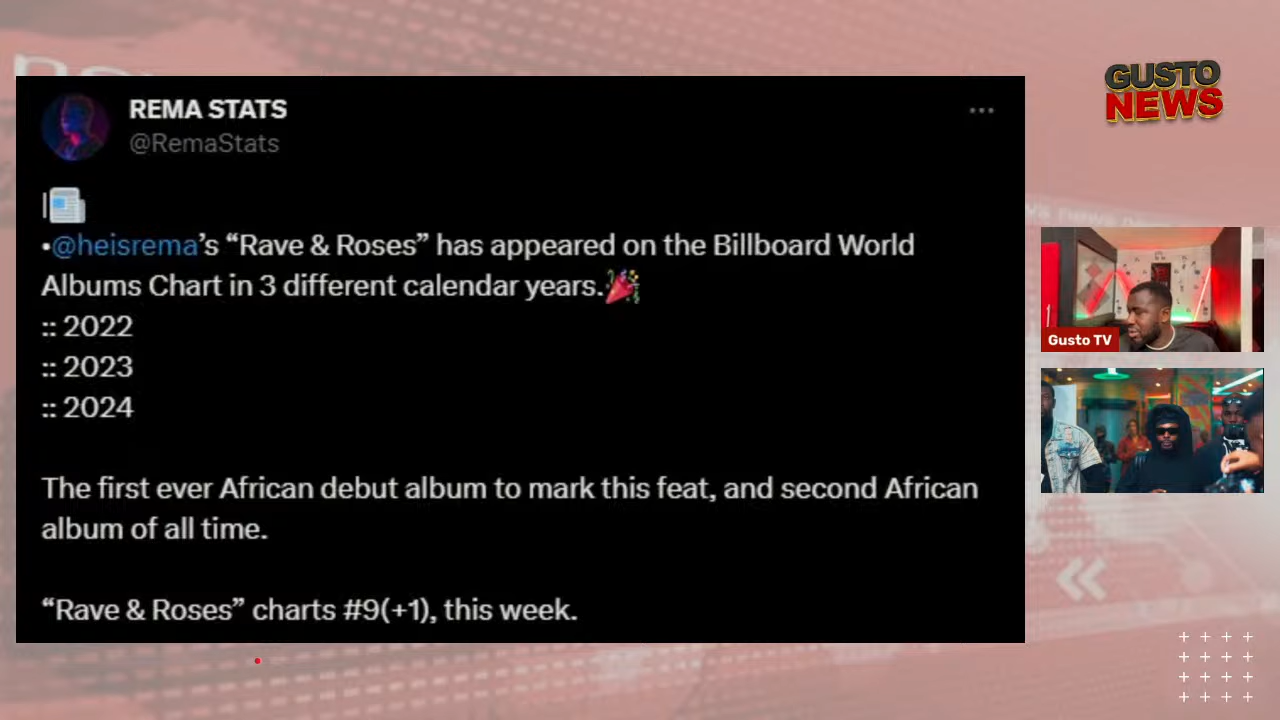 GUSTO
NEWS
REMA STATS
@RemaStats
•@heisrema’s “Rave & Roses” has appeared on the Billboard World
Albums Chart in 3 different calendar years.🎉
:: 2022
:: 2023
:: 2024
The first ever African debut album to mark this feat, and second African
album of all time.
“Rave & Roses” charts #9(+1), this week.
Gusto TV